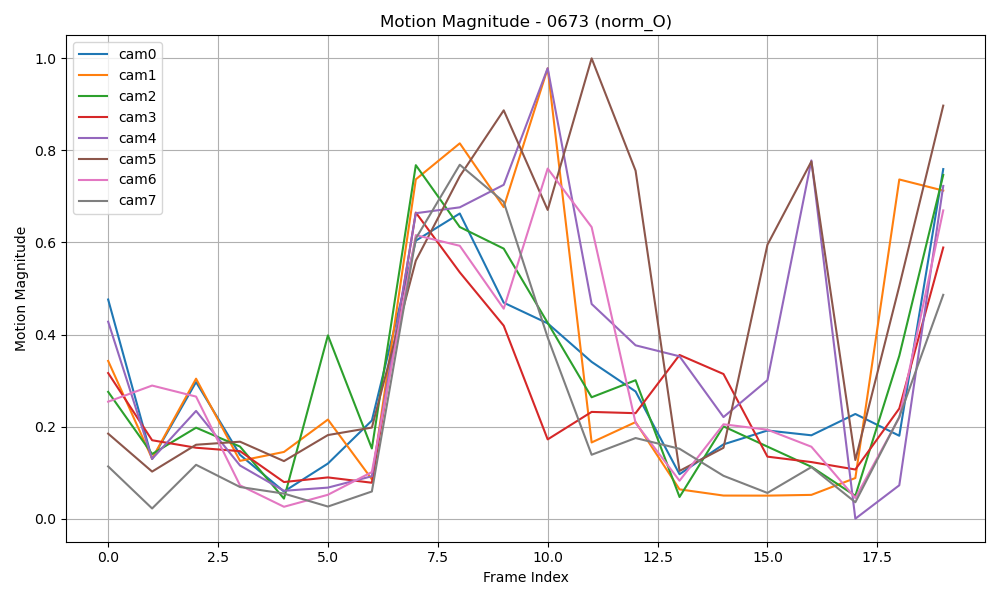 Motion Magnitude - 0673 (norm_O)
cam0
cam1
cam2
cam3
cam4
cam5
cam6
cam7
Motion Magnitude
1.0
0.8
0.6
0.4
0.2
0.0
0.0 2.5 5.0 7.5 10.0 12.5 15.0 17.5
Frame Index